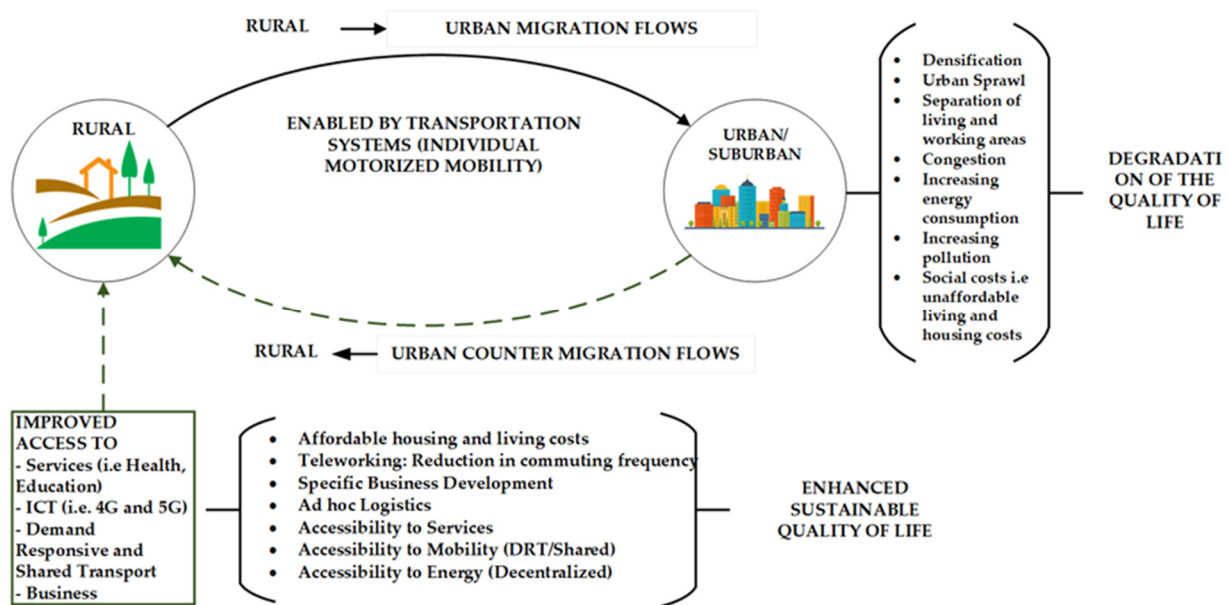 RURAL
URBAN MIGRATION FLOWS
RURAL
ENABLED BY TRANSPORTATION
SYSTEMS (INDIVIDUAL
MOTORIZED MOBILITY)
URBAN/
SUBURBAN
• Densification
• Urban Sprawl
• Separation of
living and
working areas
• Congestion
• Increasing
energy
consumption
• Increasing
pollution
• Social costs i.e
unaffordable
living and
housing costs
DEGRADATI
ON OF THE
QUALITY OF
LIFE
RURAL
URBAN COUNTER MIGRATION FLOWS
IMPROVED
ACCESS TO
- Services (i.e Health,
Education)
- ICT (i.e. 4G and 5G)
- Demand
Responsive and
Shared Transport
- Business
• Affordable housing and living costs
• Teleworking: Reduction in commuting frequency
• Specific Business Development
• Ad hoc Logistics
• Accessibility to Services
• Accessibility to Mobility (DRT/Shared)
• Accessibility to Energy (Decentralized)
ENHANCED
SUSTAINABLE
QUALITY OF LIFE